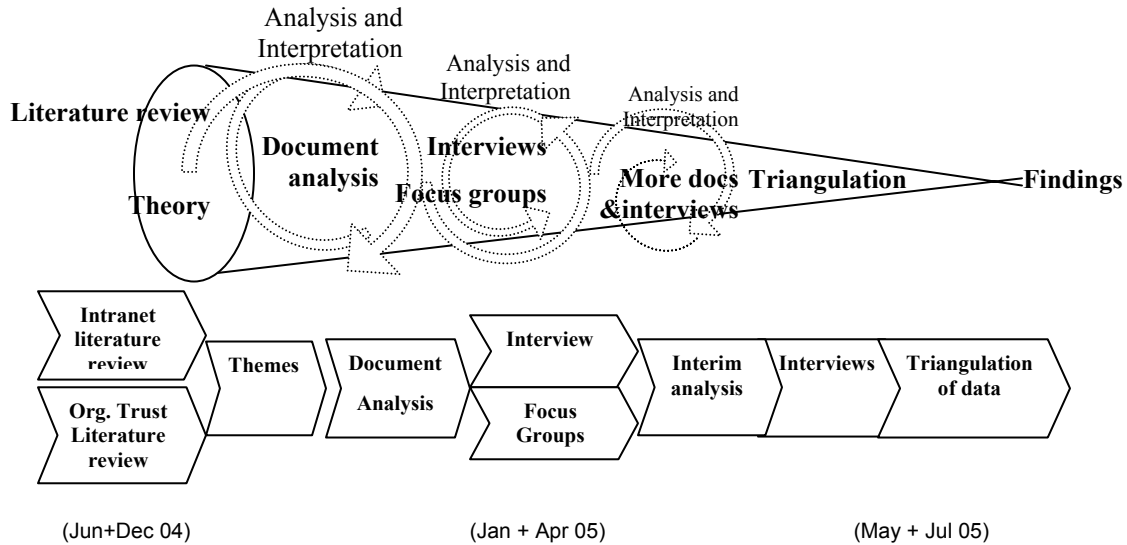 Analysis and
Interpretation
Analysis and
Interpretation
Analysis and
Interpretation
Literature review
Theory
Document
analysis
Interviews
Focus groups
More docs
& interviews
Triangulation
Findings
Intranet
literature
review
Org. Trust
Literature
review
Themes
Document
Analysis
Interview
Focus
Groups
Interim
analysis
Interviews
Triangulation
of data
(Jun+Dec 04)
(Jan + Apr 05)
(May + Jul 05)